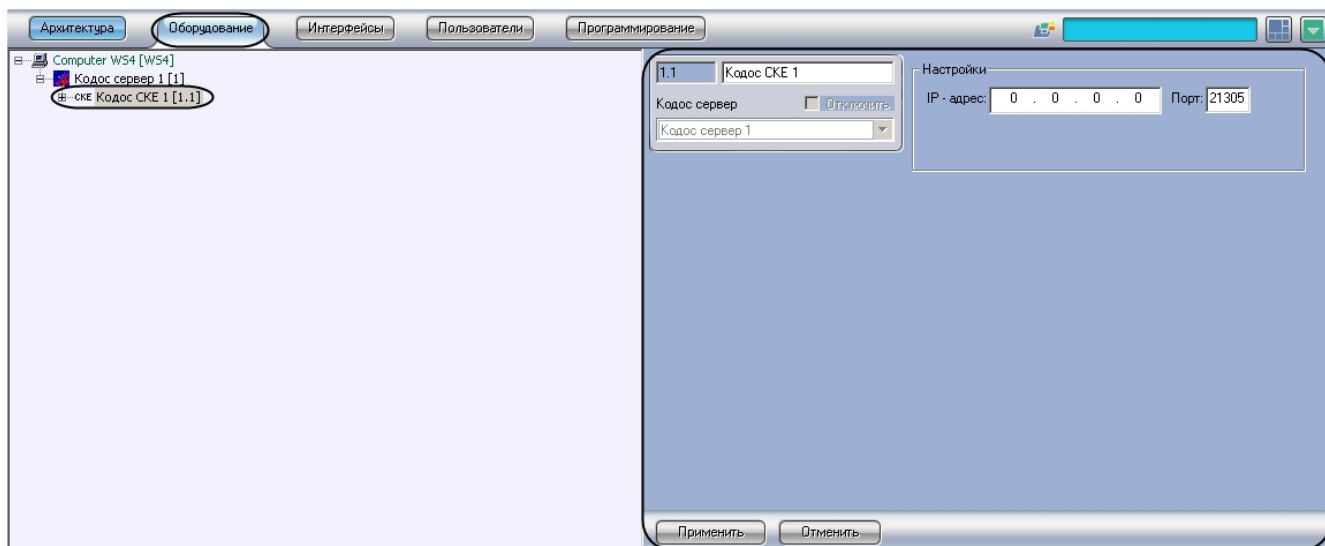 Архитектура Оборудование Интерфейсы Пользователи Программирование
Computer WS4 [WS4]
Кодос сервер 1 [1]
СКЕ Кодос СКЕ 1 [1.1]
1.1 Кодос СКЕ 1
Кодос сервер Отключить
Кодос сервер 1
Настройки
IP - адрес: 0 . 0 . 0 . 0 Порт: 21305
Применить Отменить